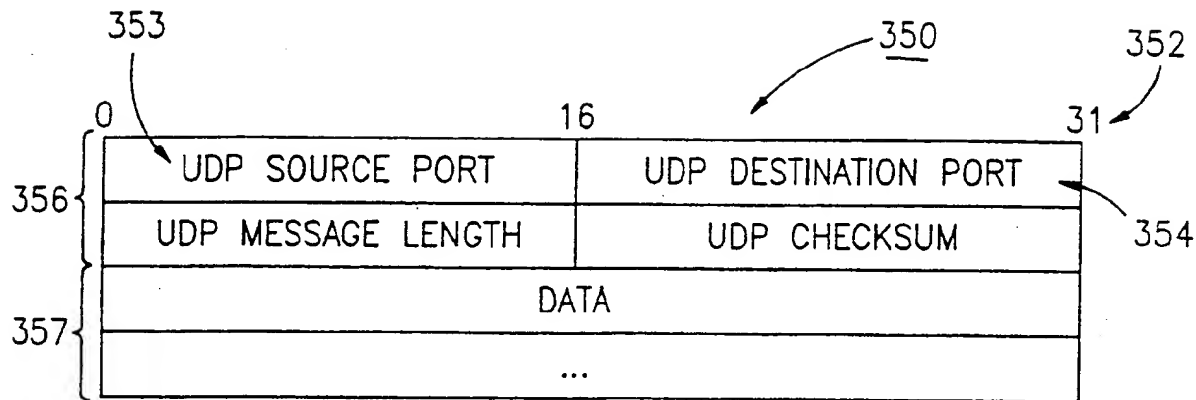 353
350
352
0 16 31
UDP SOURCE PORT UDP DESTINATION PORT
356
354
UDP MESSAGE LENGTH UDP CHECKSUM
DATA
357
...